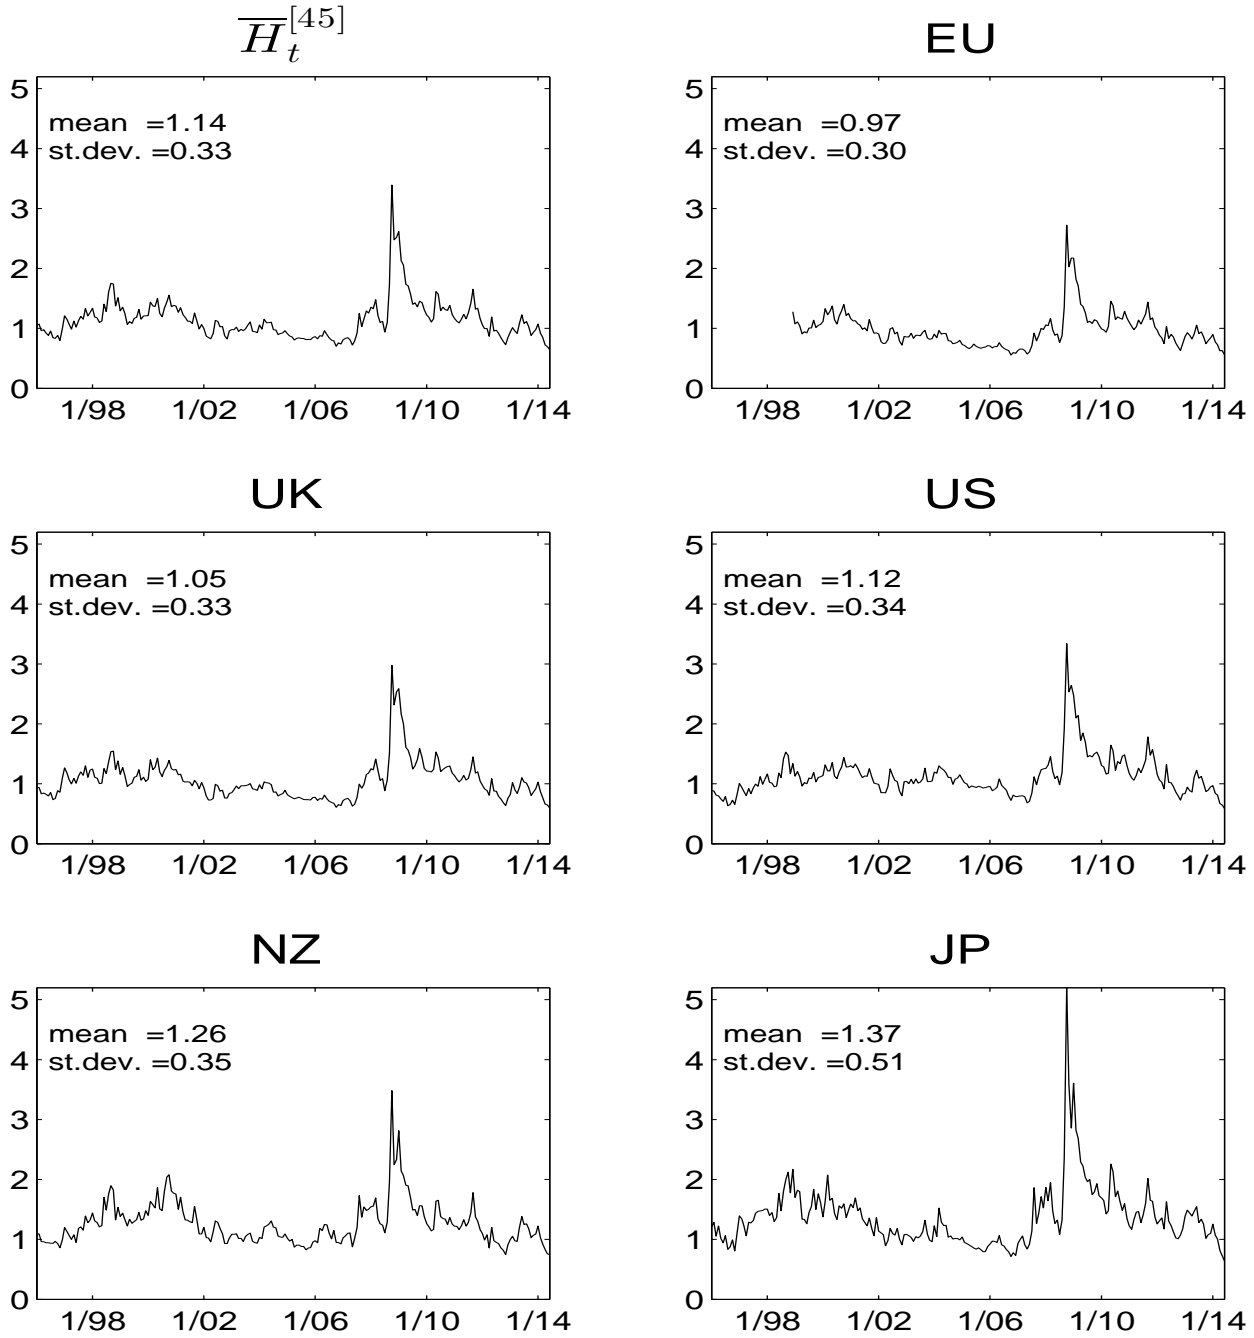 $\overline{H}_t^{[45]}$
5
mean =1.14
4
st.dev. =0.33
3
2
1
0
1/98 1/02 1/06 1/10 1/14
EU
5
mean =0.97
4
st.dev. =0.30
3
2
1
0
1/98 1/02 1/06 1/10 1/14
UK
5
mean =1.05
4
st.dev. =0.33
3
2
1
0
1/98 1/02 1/06 1/10 1/14
US
5
mean =1.12
4
st.dev. =0.34
3
2
1
0
1/98 1/02 1/06 1/10 1/14
NZ
5
mean =1.26
4
st.dev. =0.35
3
2
1
0
1/98 1/02 1/06 1/10 1/14
JP
5
mean =1.37
4
st.dev. =0.51
3
2
1
0
1/98 1/02 1/06 1/10 1/14